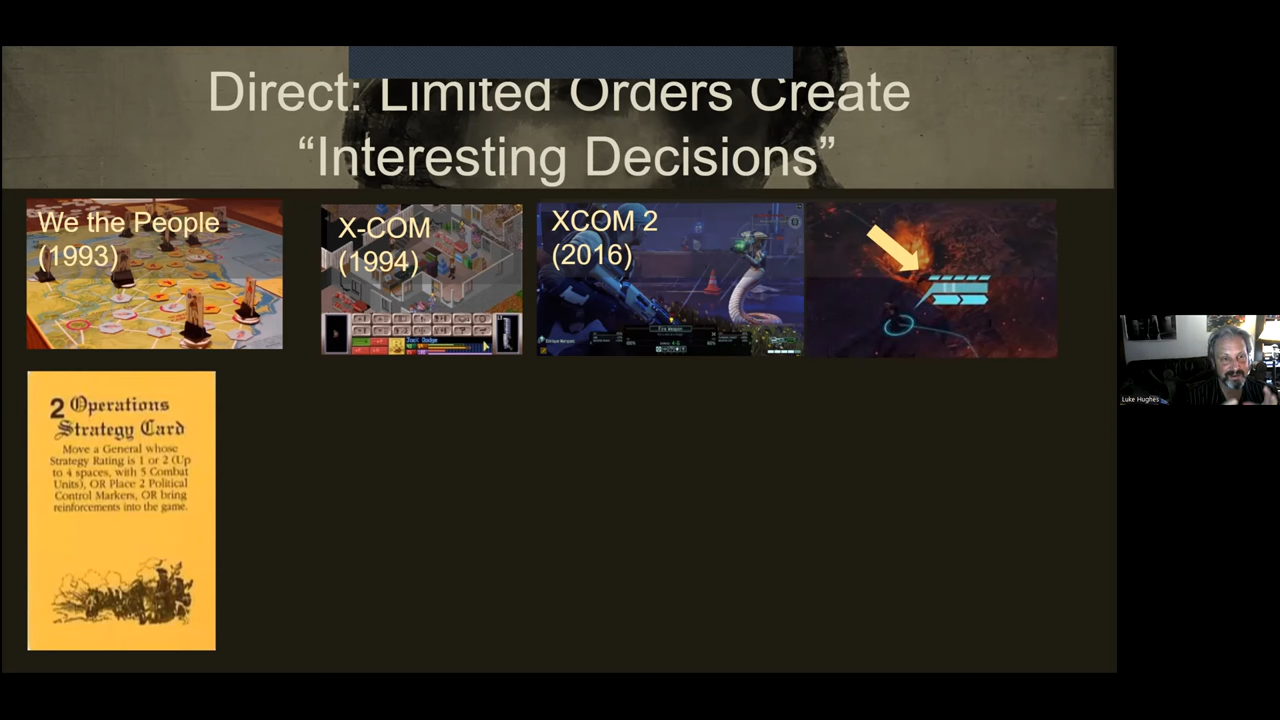 Direct: Limited Orders Create
“Interesting Decisions”
We the People
(1993)
X-COM
(1994)
XCOM 2
(2016)
Fire Weapon
2 Operations
Strategy Card
Move a General whose
Strategy Rating is 1 or 2 (Up
to 4 spaces, with 5 Combat
Units), OR Place 2 Political
Control Markers, OR bring
reinforcements into the game.
Luke Hughes